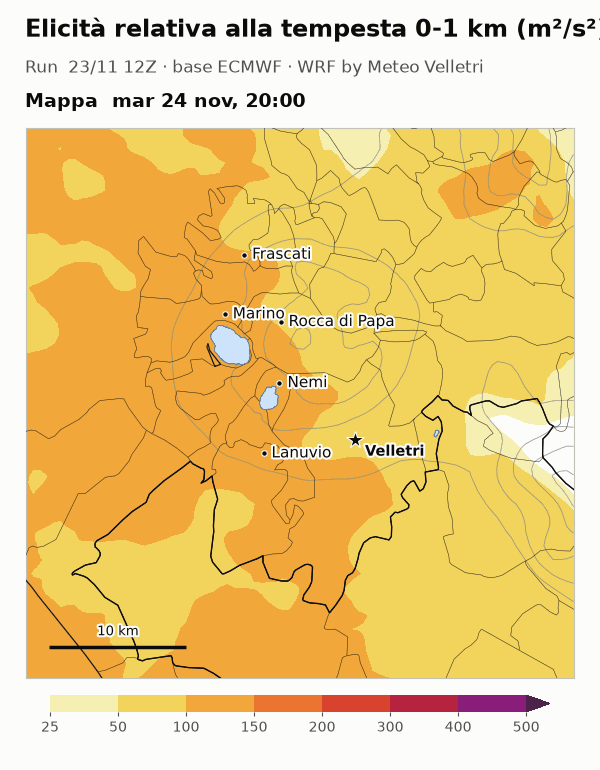 Elicità relativa alla tempesta 0-1 km (m²/s²)
Run  23/11 12Z · base ECMWF · WRF by Meteo Velletri
Mappa  mar 24 nov, 20:00
Frascati
Marino
Rocca di Papa
Nemi
Velletri
Lanuvio
10 km
25 50 100 150 200 300 400 500